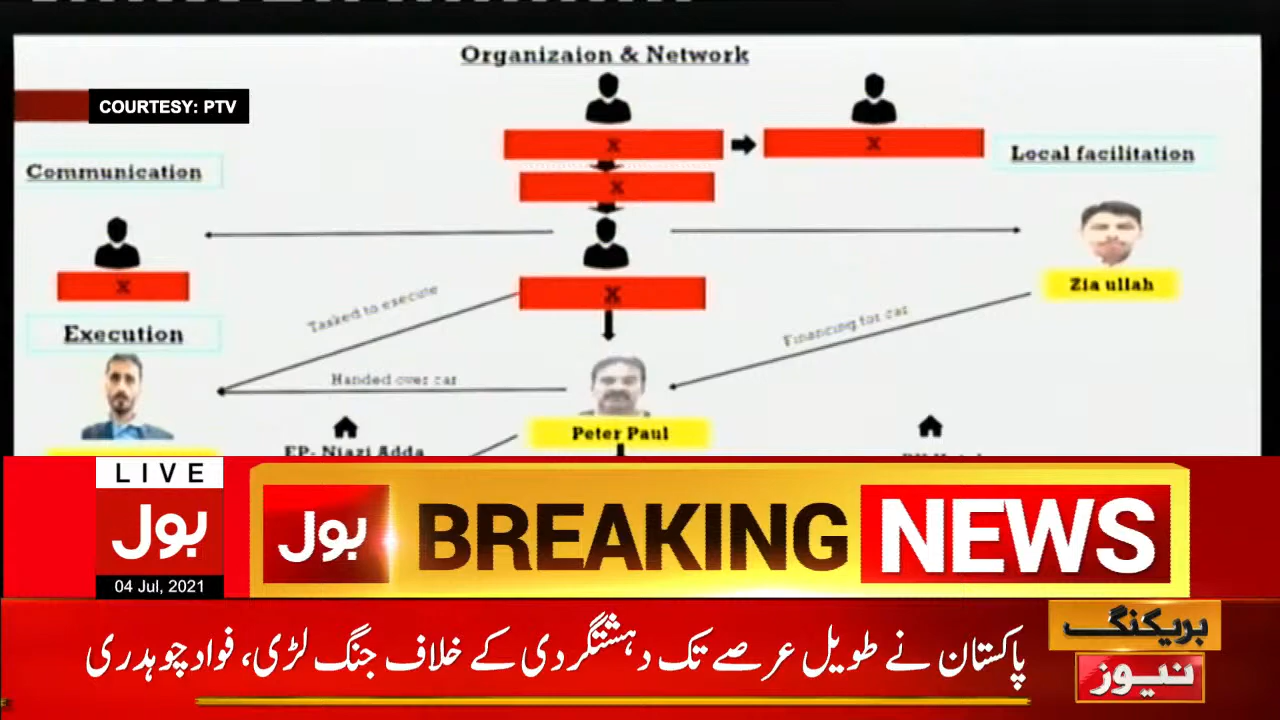 Organizaion & Network
COURTESY: PTV
X
X
Local facilitation
Communication
X
X
X
Zia ullah
Tasked to execute
Financing for car
Execution
Handed over car
Peter Paul
EP- Niazi Adda
LIVE
بول
04 Jul, 2021
بول
BREAKING NEWS
بریکنگ
نیوز
پاکستان نے طویل عرصے تک دہشتگردی کے خلاف جنگ لڑی، فواد چوہدری